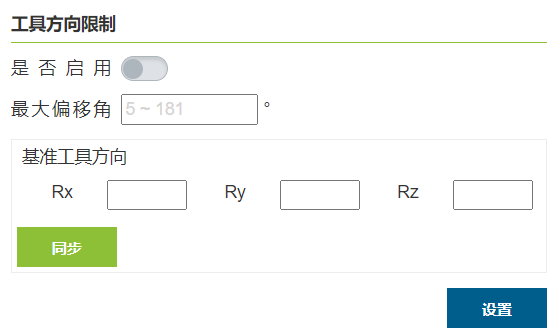 工具方向限制
是否启用
最大偏移角 5 ~ 181 °
基准工具方向
Rx Ry Rz
同步
设置